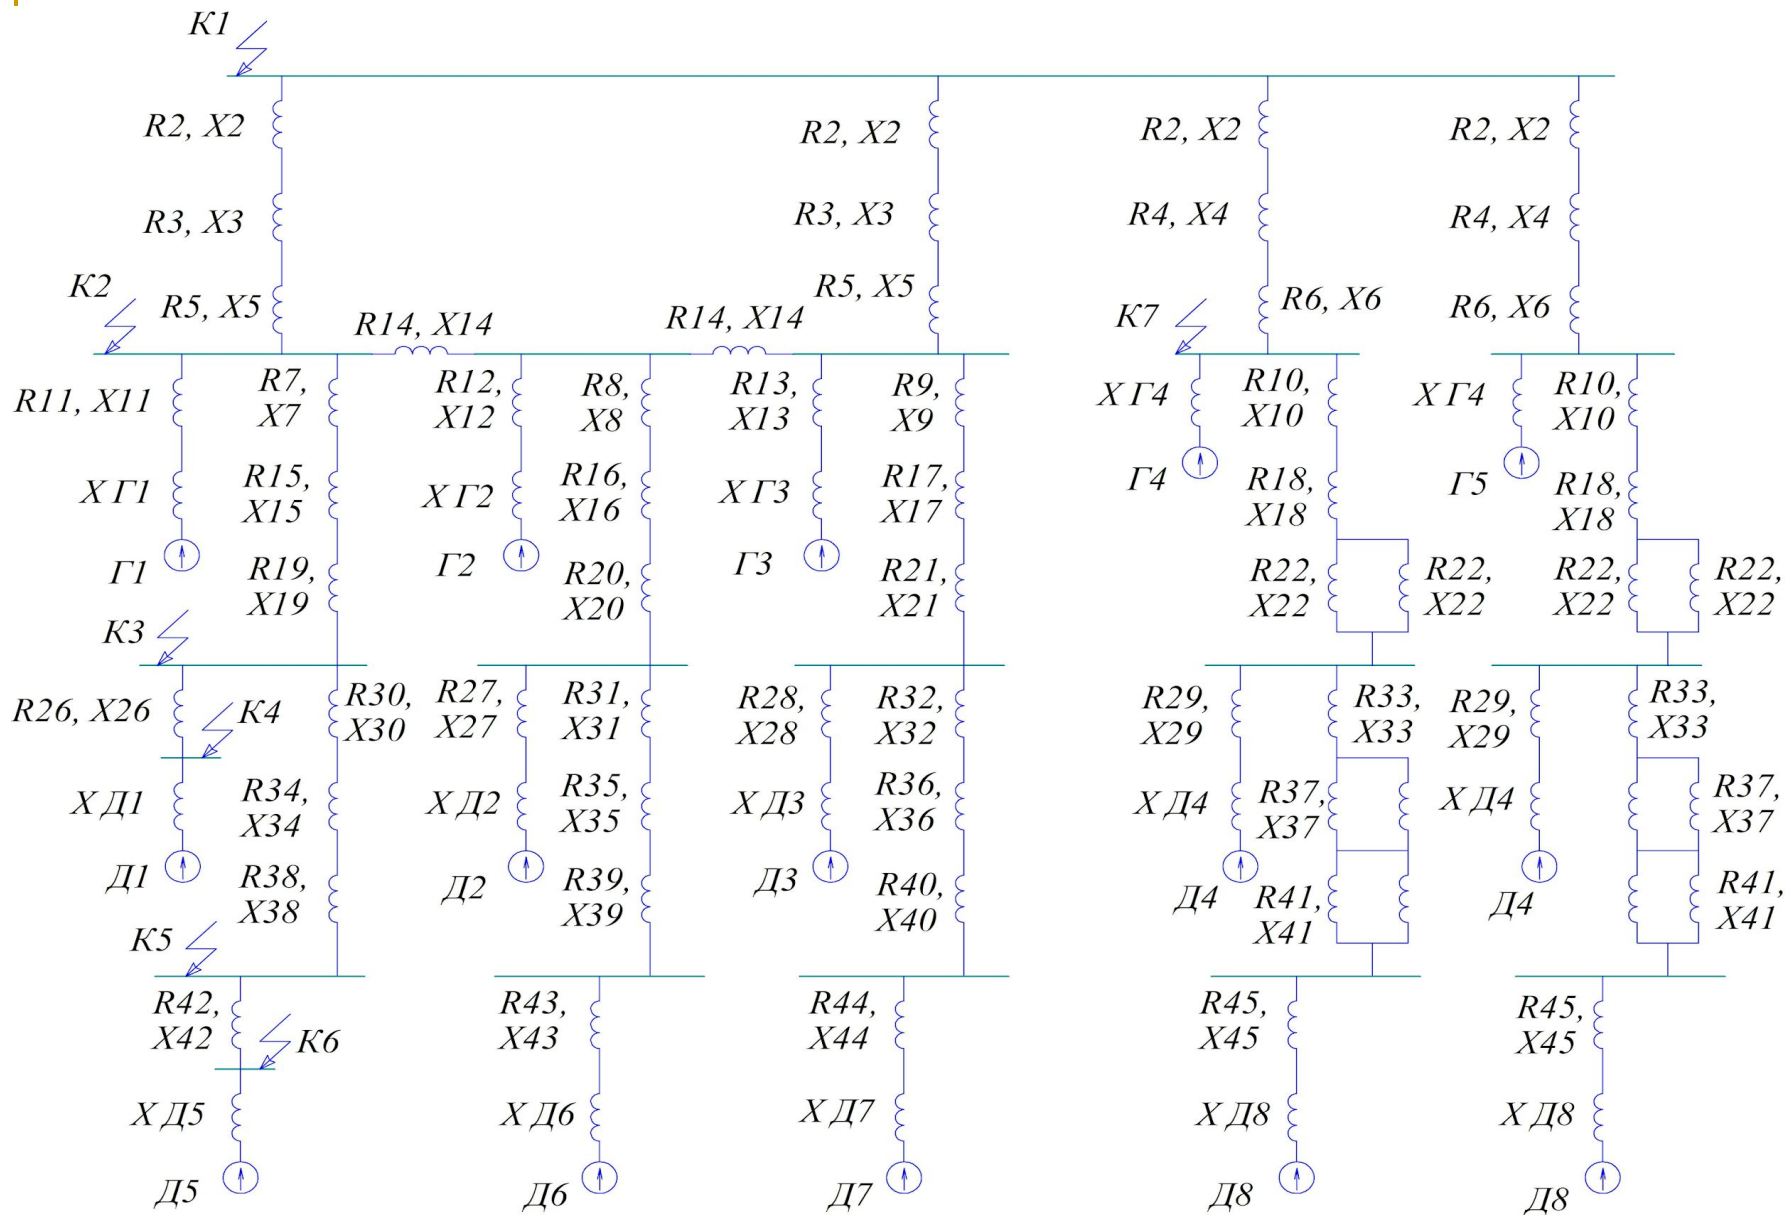 К1
R2, X2
R2, X2
R2, X2
R2, X2
R3, X3
R3, X3
R4, X4
R4, X4
К2
R5, X5
R14, X14
R14, X14
R5, X5
К7
R6, X6
R6, X6
R11, X11
R7,
X7
R12,
X12
R8,
X8
R13,
X13
R9,
X9
Х Г4
R10,
X10
Х Г4
R10,
X10
Х Г1
R15,
X15
Х Г2
R16,
X16
Х Г3
R17,
X17
Г4
R18,
X18
Г5
R18,
X18
Г1
R19,
X19
Г2
R20,
X20
Г3
R21,
X21
R22,
X22
R22,
X22
R22,
X22
R22,
X22
К3
R26, X26
К4
R30,
X30
R27,
X27
R31,
X31
R28,
X28
R32,
X32
R29,
X29
R33,
X33
R29,
X29
R33,
X33
Х Д1
R34,
X34
Х Д2
R35,
X35
Х Д3
R36,
X36
Х Д4
R37,
X37
Х Д4
R37,
X37
Д1
R38,
X38
Д2
R39,
X39
Д3
R40,
X40
Д4
R41,
X41
Д4
R41,
X41
К5
R42,
X42
К6
R43,
X43
R44,
X44
R45,
X45
R45,
X45
Х Д5
Х Д6
Х Д7
Х Д8
Х Д8
Д5
Д6
Д7
Д8
Д8